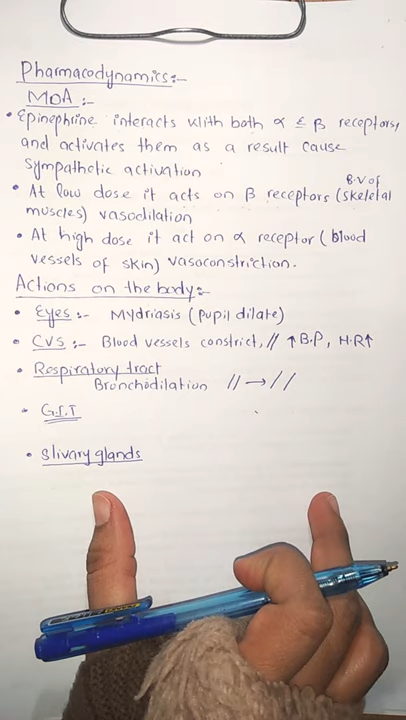 Pharmacodynamics:-
MOA :-
• Epinephrine interacts with both α & β receptors,
and activates them as a result cause
sympathetic activation
B.V of
• At low dose it acts on β receptors (skeletal
muscles) vasodilation
• At high dose it act on α receptor (blood
vessels of skin) vasoconstriction.
Actions on the body:-
• Eyes :- Mydriasis (pupil dilate)
• CVS :- Blood vessels constrict, // ↑B.P, H.R↑
• Respiratory tract
Bronchodilation // → / /
• G.I.T
• Slivary glands